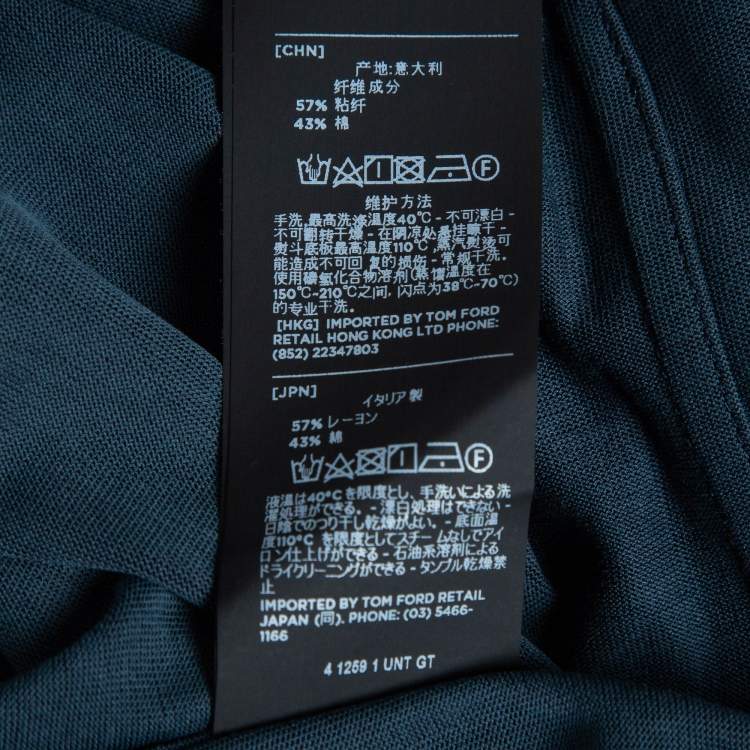 [CHN]
产地:意大利
纤维成分
57% 粘纤
43% 棉
维护方法
手洗,最高洗液温度40℃ - 不可漂白 -
不可翻转干燥 - 在阴凉处悬挂晾干 -
熨斗底板最高温度110℃,蒸汽熨烫可
能造成不可回 复的损伤 - 常规干洗.
使用碘氢化合物溶剂(蒸馏温度在
150℃~210℃之间, 闪点为38℃~70℃)
的专业干洗.
[HKG] IMPORTED BY TOM FORD
RETAIL HONG KONG LTD PHONE:
(852) 22347803
[JPN]
イタリア製
57% レーヨン
43% 綿
液温は40℃を限度とし、手洗いによる洗
濯処理ができる。 - 漂白処理はできない -
日陰でのつり干し乾燥がよい。 - 底面温
度110℃ を限度としてスチームなしでアイ
ロン仕上げができる - 石油系溶剤による
ドライクリーニングができる - タンブル乾燥禁
止
IMPORTED BY TOM FORD RETAIL
JAPAN (同). PHONE: (03) 5466-
1166
4 1259 1 UNT GT